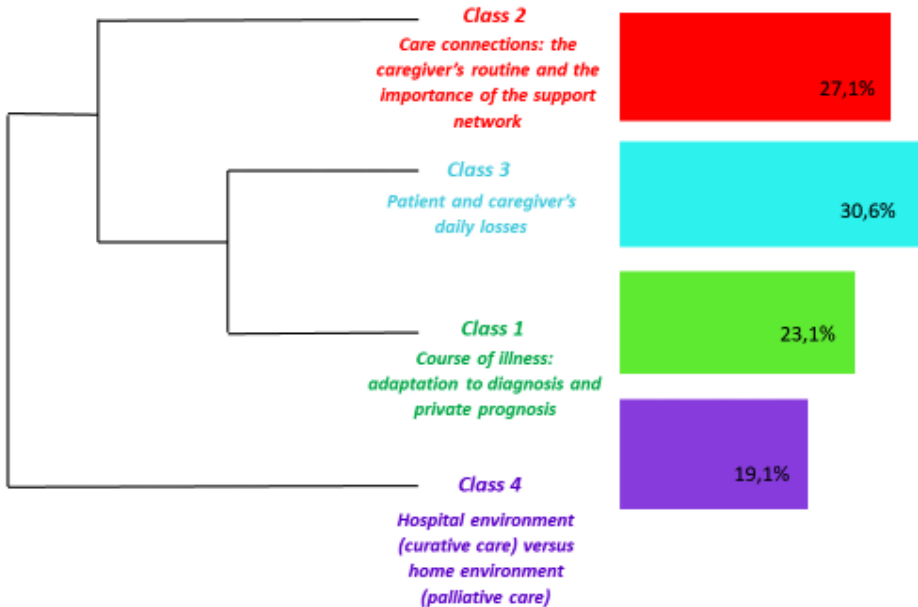 Class 2
Care connections: the
caregiver's routine and the
importance of the support
network
27,1%
Class 3
Patient and caregiver's
daily losses
30,6%
Class 1
Course of illness:
adaptation to diagnosis and
private prognosis
23,1%
Class 4
Hospital environment
(curative care) versus
home environment
(palliative care)
19,1%